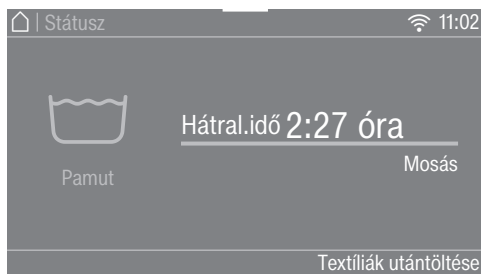 | Státusz 11:02
Hátral.idő 2:27 óra
Pamut
Mosás
Textíliák utántöltése